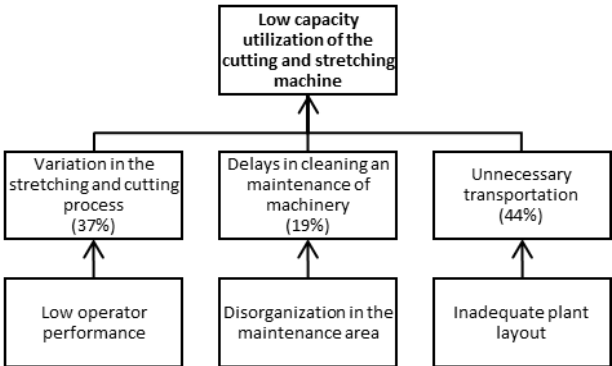 Low capacity
utilization of the
cutting and stretching
machine
Variation in the
stretching and cutting
process
(37%)
Delays in cleaning an
maintenance of
machinery
(19%)
Unnecessary
transportation
(44%)
Low operator
performance
Disorganization in the
maintenance area
Inadequate plant
layout